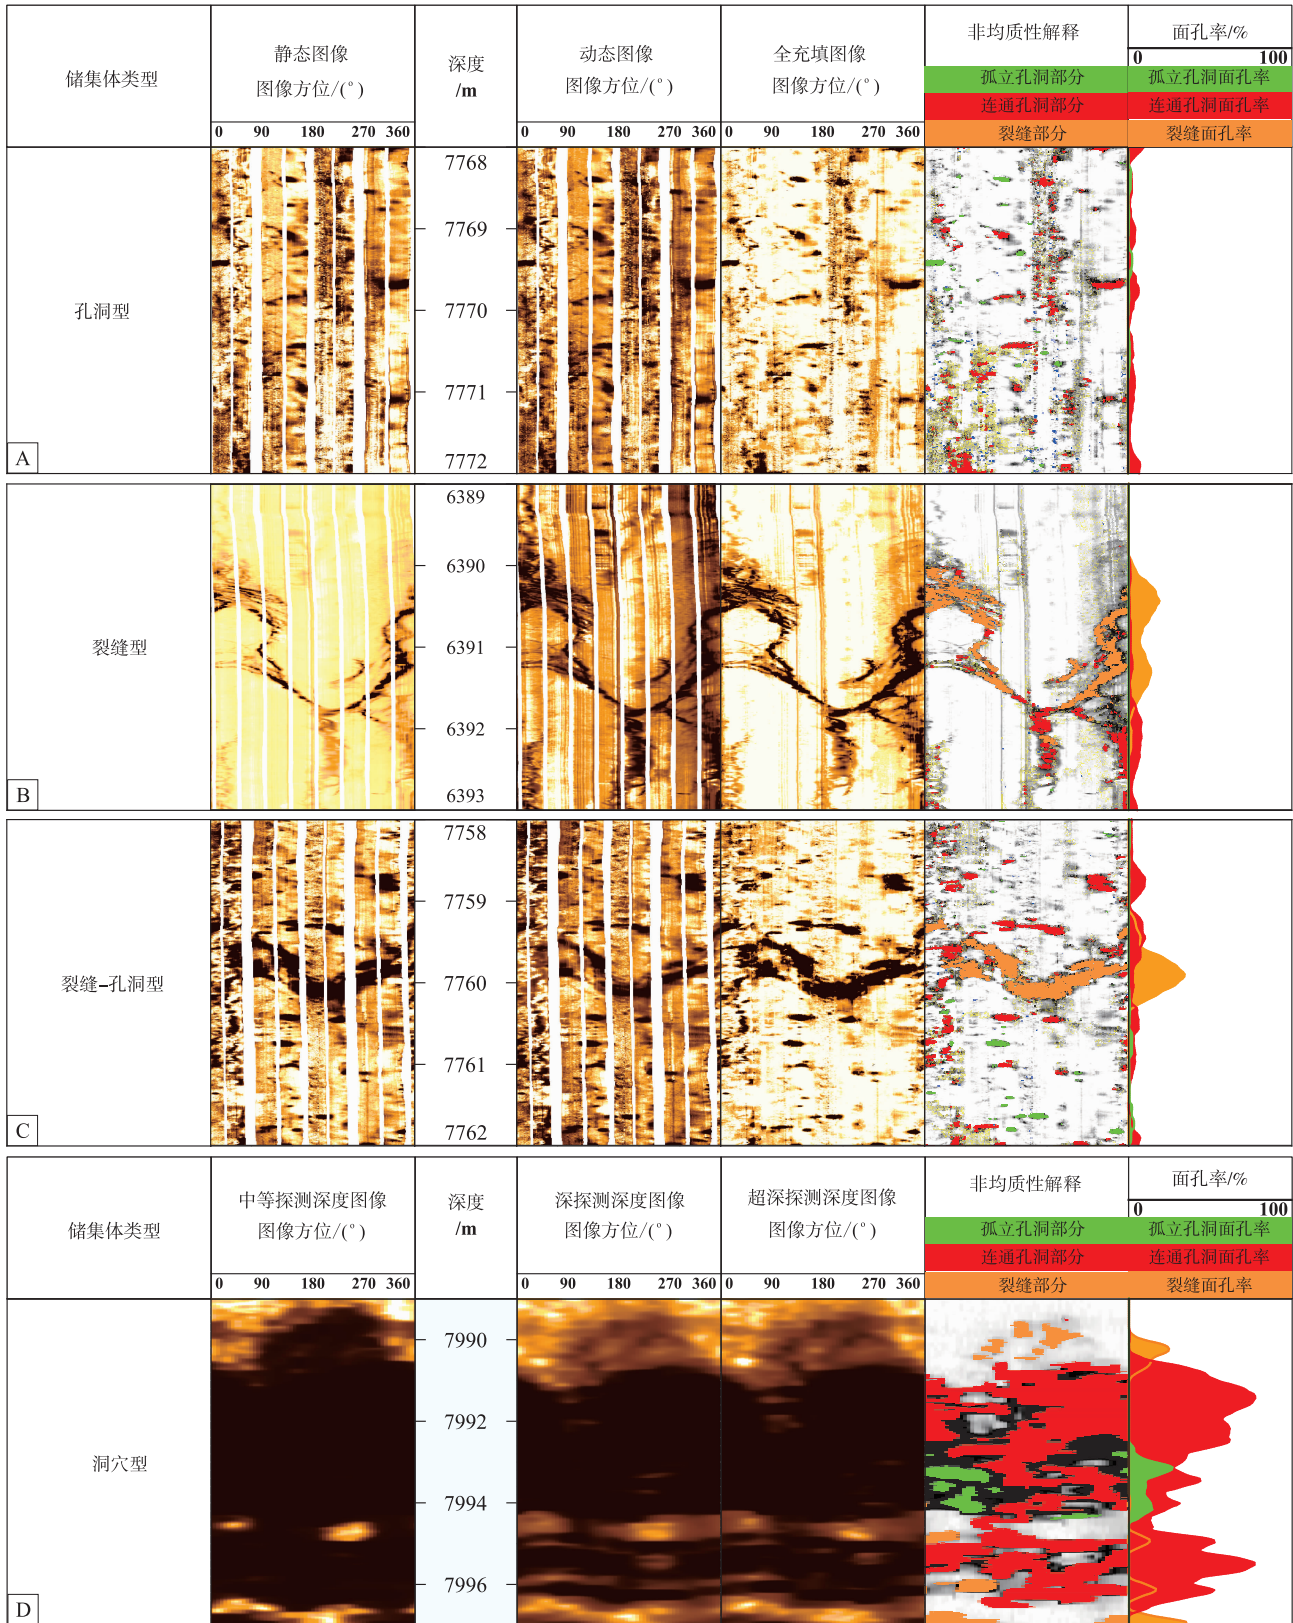 储集体类型
静态图像
图像方位/(°)
0 90 180 270 360
深度
/m
动态图像
图像方位/(°)
0 90 180 270 360
全充填图像
图像方位/(°)
0 90 180 270 360
非均质性解释
孤立孔洞部分
连通孔洞部分
裂缝部分
面孔率/%
0 100
孤立孔洞面孔率
连通孔洞面孔率
裂缝面孔率
孔洞型
A
7768
7769
7770
7771
7772
裂缝型
B
6389
6390
6391
6392
6393
裂缝-孔洞型
C
7758
7759
7760
7761
7762
储集体类型
中等探测深度图像
图像方位/(°)
0 90 180 270 360
深度
/m
深探测深度图像
图像方位/(°)
0 90 180 270 360
超深探测深度图像
图像方位/(°)
0 90 180 270 360
非均质性解释
孤立孔洞部分
连通孔洞部分
裂缝部分
面孔率/%
0 100
孤立孔洞面孔率
连通孔洞面孔率
裂缝面孔率
洞穴型
D
7990
7992
7994
7996